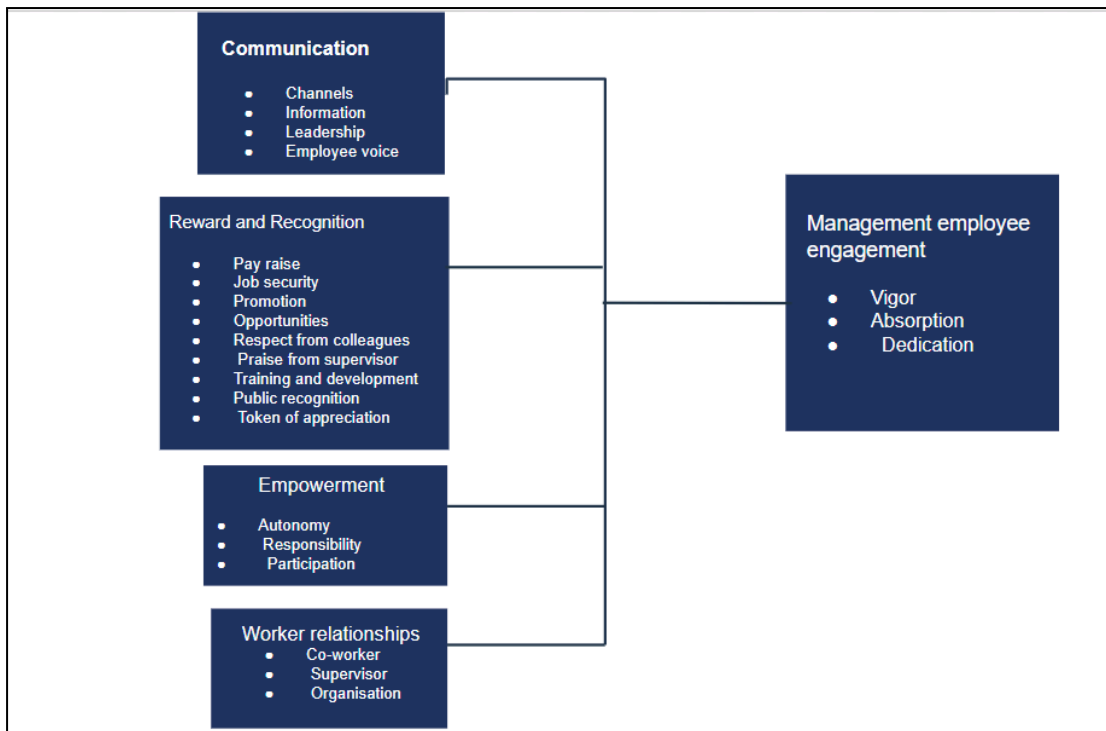 Communication
● Channels
● Information
● Leadership
● Employee voice
Reward and Recognition
● Pay raise
● Job security
● Promotion
● Opportunities
● Respect from colleagues
● Praise from supervisor
● Training and development
● Public recognition
● Token of appreciation
Empowerment
● Autonomy
● Responsibility
● Participation
Worker relationships
● Co-worker
● Supervisor
● Organisation
Management employee
engagement
● Vigor
● Absorption
● Dedication